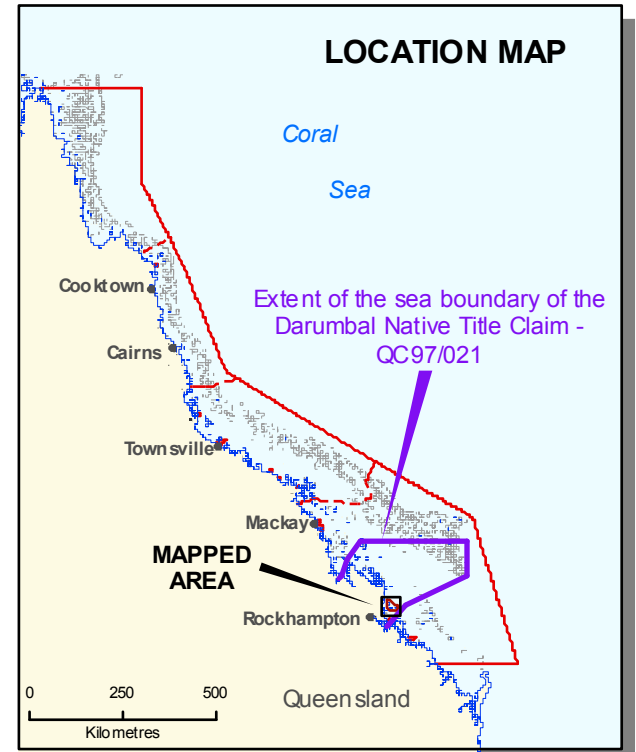 LOCATION MAP
Coral
Sea
Cooktown
Extent of the sea boundary of the
Darumbal Native Title Claim -
QC97/021
Cairns
Townsville
Mackay
MAPPED
AREA
Rockhampton
0 250 500
Kilometres
Queensland